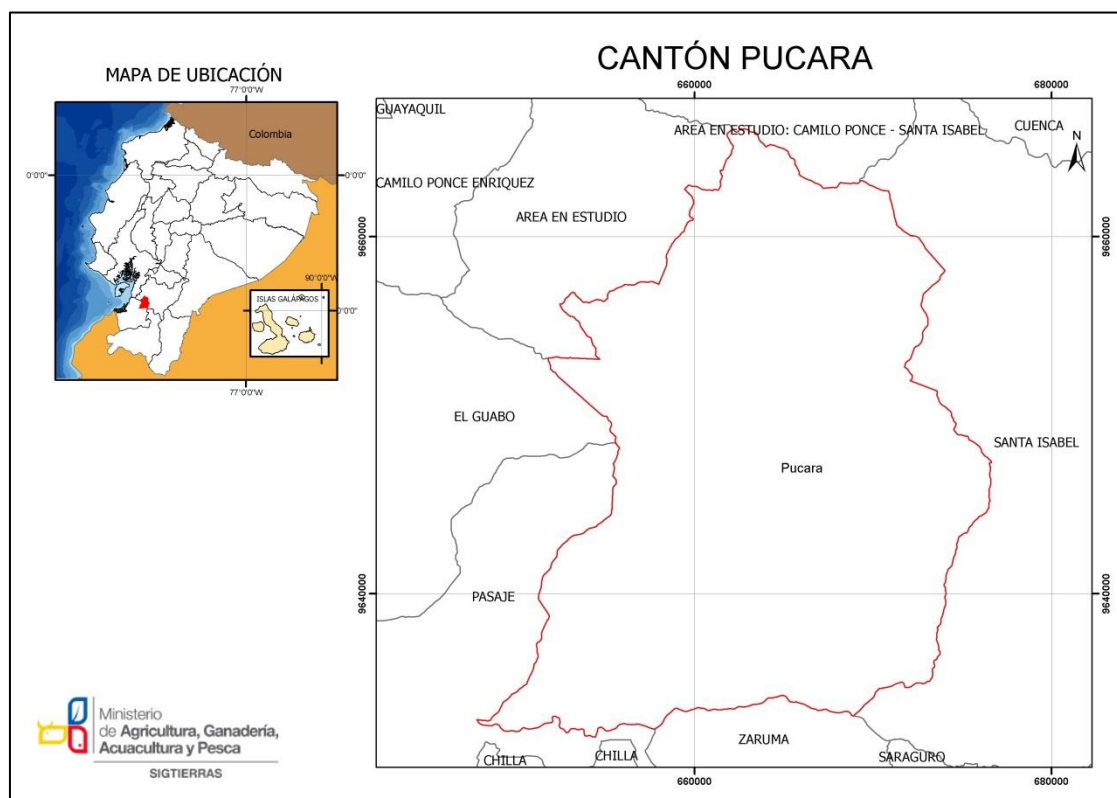 CANTÓN PUCARA
MAPA DE UBICACIÓN
77°0'0"W
Colombia
0°0'0"
0°0'0"
90°0'0"W
ISLAS GALÁPAGOS
0°0'0"
77°0'0"W
660000
680000
GUAYAQUIL
AREA EN ESTUDIO: CAMILO PONCE - SANTA ISABEL
CUENCA
N
CAMILO PONCE ENRIQUEZ
AREA EN ESTUDIO
9660000
9660000
EL GUABO
SANTA ISABEL
Pucara
9640000
9640000
PASAJE
ZARUMA
CHILLA
CHILLA
SARAGURO
660000
680000
Ministerio
de Agricultura, Ganadería,
Acuacultura y Pesca
SIGTIERRAS